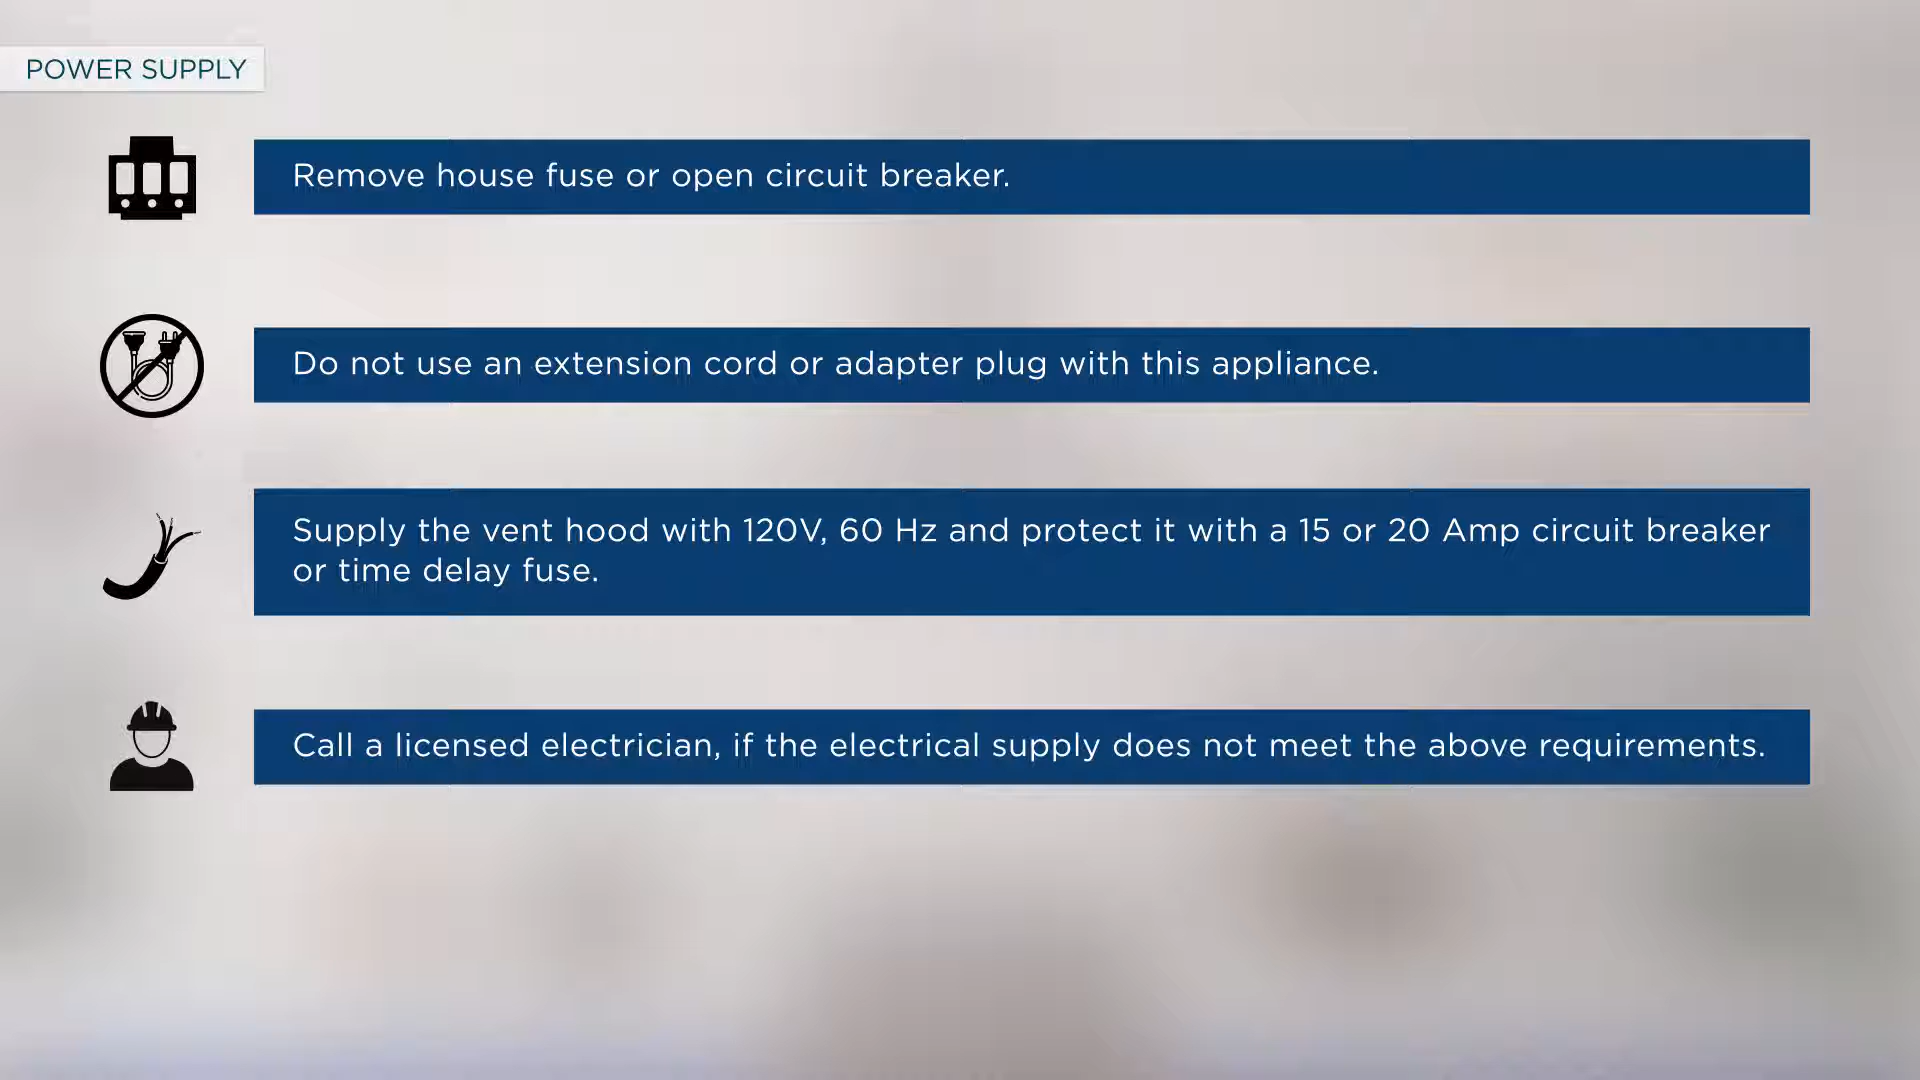 POWER SUPPLY
Remove house fuse or open circuit breaker.
Do not use an extension cord or adapter plug with this appliance.
Supply the vent hood with 120V, 60 Hz and protect it with a 15 or 20 Amp circuit breaker
or time delay fuse.
Call a licensed electrician, if the electrical supply does not meet the above requirements.